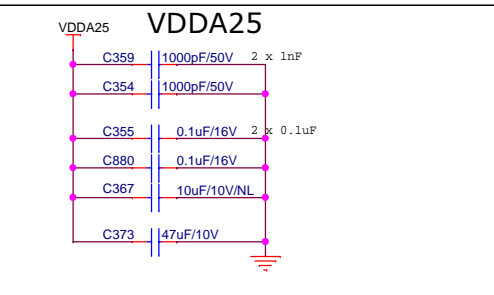 VDDA25 VDDA25
C359 1000pF/50V 2 x 1nF
C354 1000pF/50V
C355 0.1uF/16V 2 x 0.1uF
C880 0.1uF/16V
C367 10uF/10V/NL
C373 47uF/10V